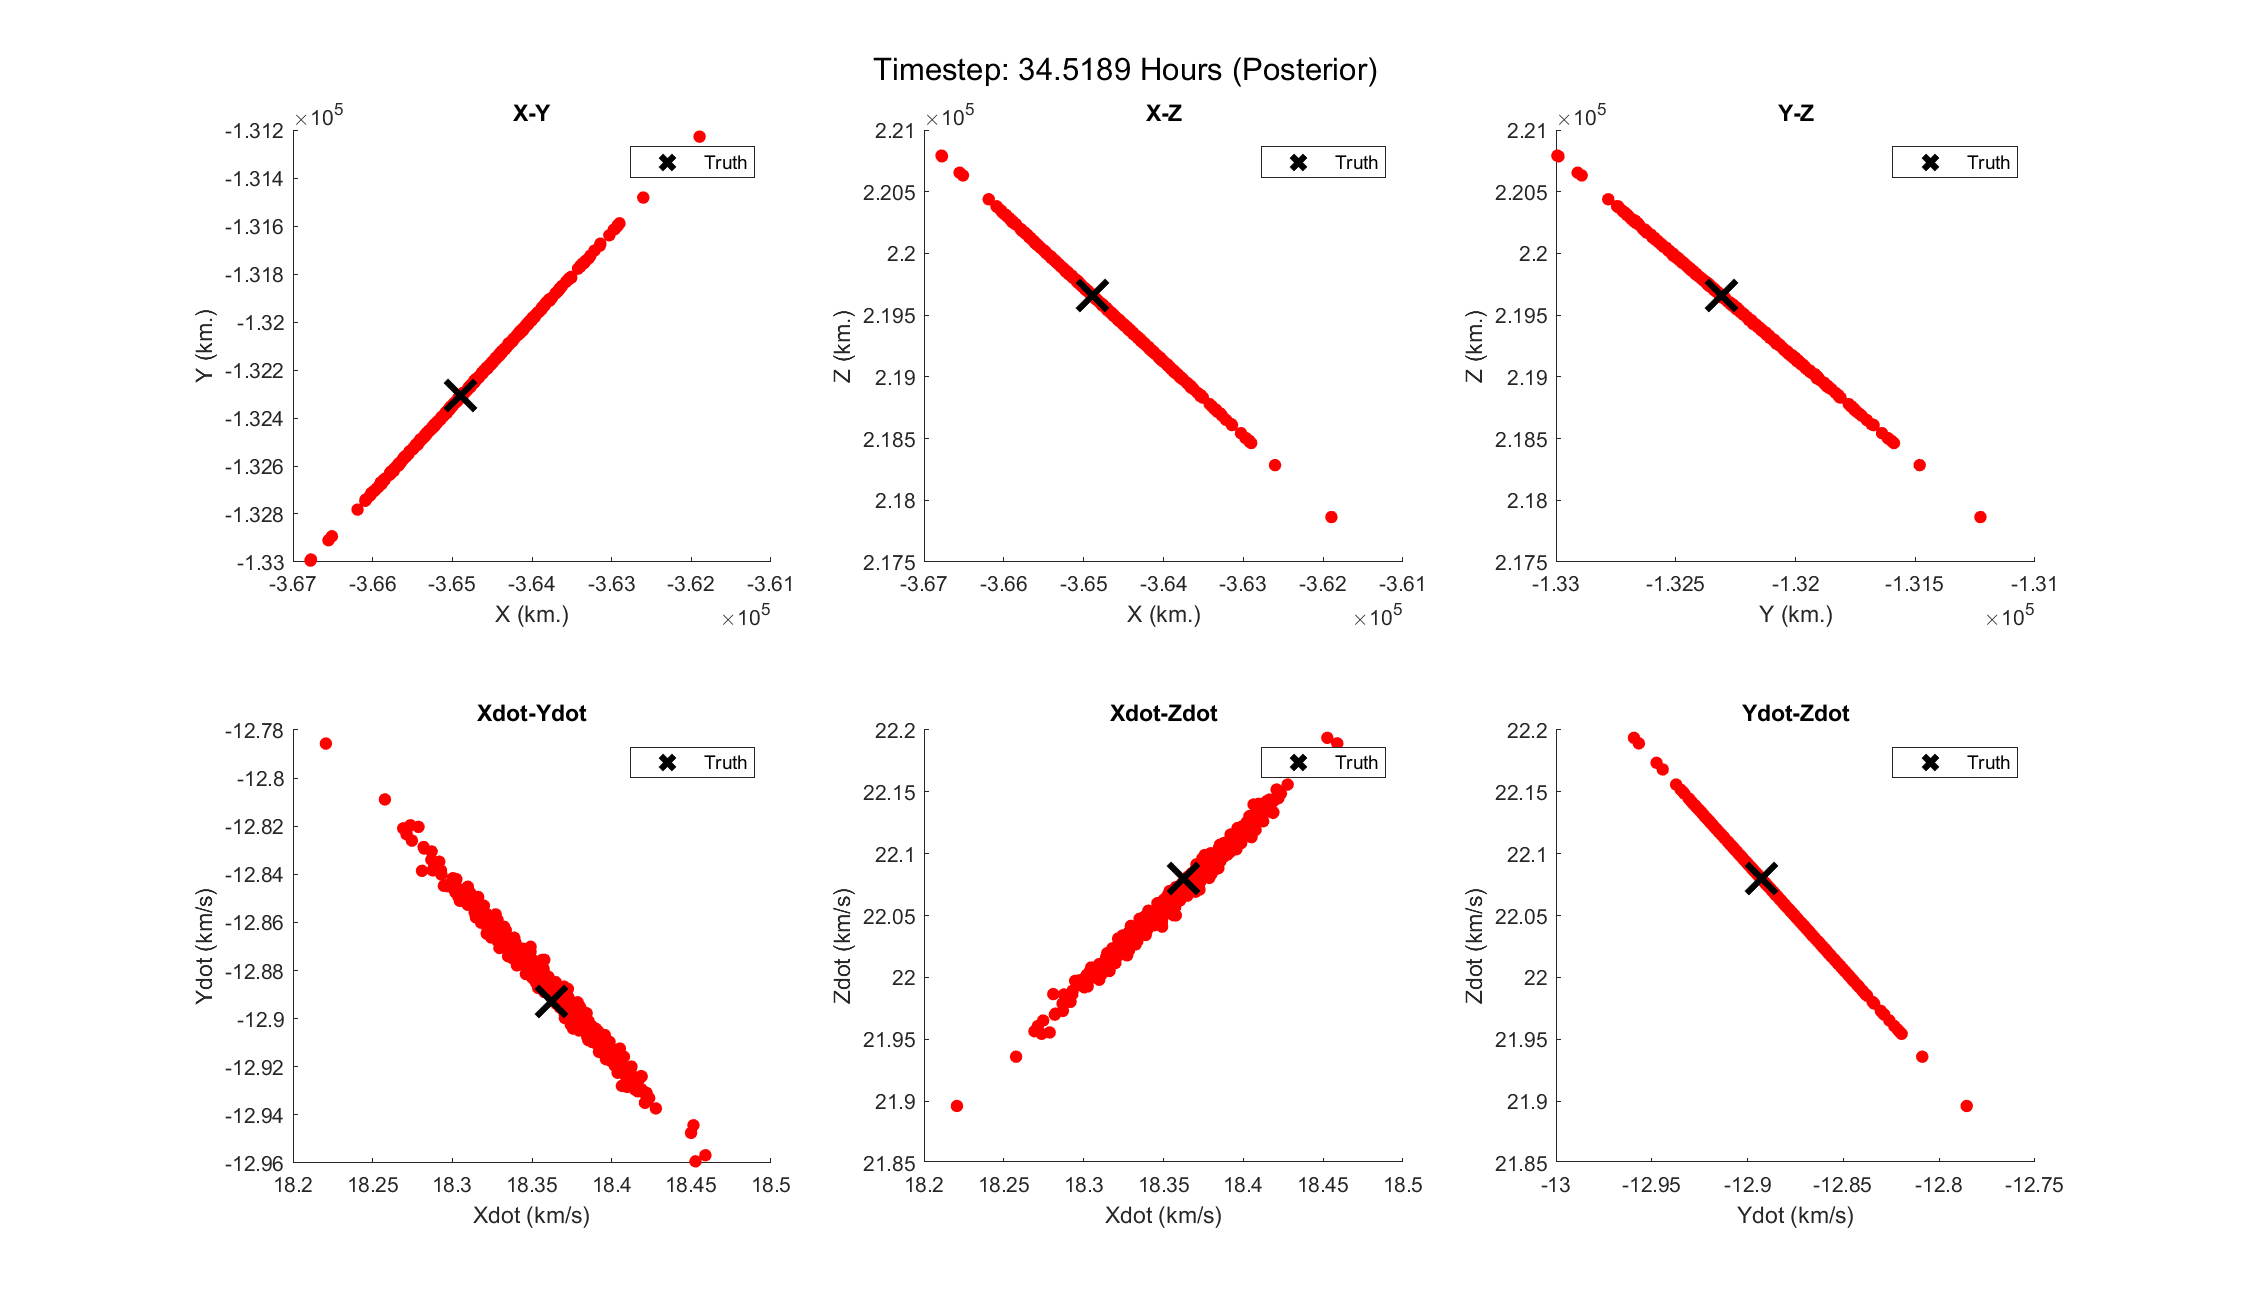 Timestep: 34.5189 Hours (Posterior)
X-Y
×10^5
-1.312
-1.314
-1.316
-1.318
-1.32
-1.322
-1.324
-1.326
-1.328
-1.33
Y (km.)
Truth
-3.67 -3.66 -3.65 -3.64 -3.63 -3.62 -3.61
X (km.)
×10^5
X-Z
×10^5
2.21
2.205
2.2
2.195
2.19
2.185
2.18
2.175
Z (km.)
Truth
-3.67 -3.66 -3.65 -3.64 -3.63 -3.62 -3.61
X (km.)
×10^5
Y-Z
×10^5
2.21
2.205
2.2
2.195
2.19
2.185
2.18
2.175
Z (km.)
Truth
-1.33 -1.325 -1.32 -1.315 -1.31
Y (km.)
×10^5
Xdot-Ydot
-12.78
-12.8
-12.82
-12.84
-12.86
-12.88
-12.9
-12.92
-12.94
-12.96
Ydot (km/s)
Truth
18.2 18.25 18.3 18.35 18.4 18.45 18.5
Xdot (km/s)
Xdot-Zdot
22.2
22.15
22.1
22.05
22
21.95
21.9
21.85
Zdot (km/s)
Truth
18.2 18.25 18.3 18.35 18.4 18.45 18.5
Xdot (km/s)
Ydot-Zdot
22.2
22.15
22.1
22.05
22
21.95
21.9
21.85
Zdot (km/s)
Truth
-13 -12.95 -12.9 -12.85 -12.8 -12.75
Ydot (km/s)